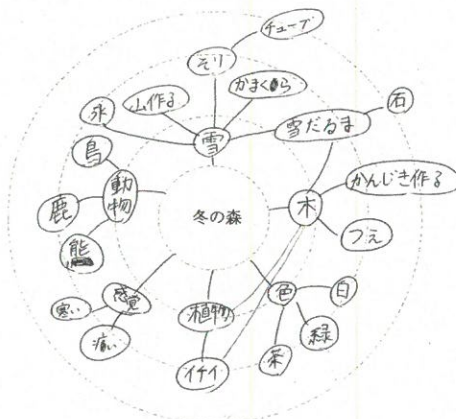 チューブ
そり
山作る
かまくら
氷
雪
雪だるま
石
鳥
動物
鹿
熊
冬の森
木
かんじき作る
つえ
感覚
寒い
痛い
植物
イチイ
色
白
緑
茶